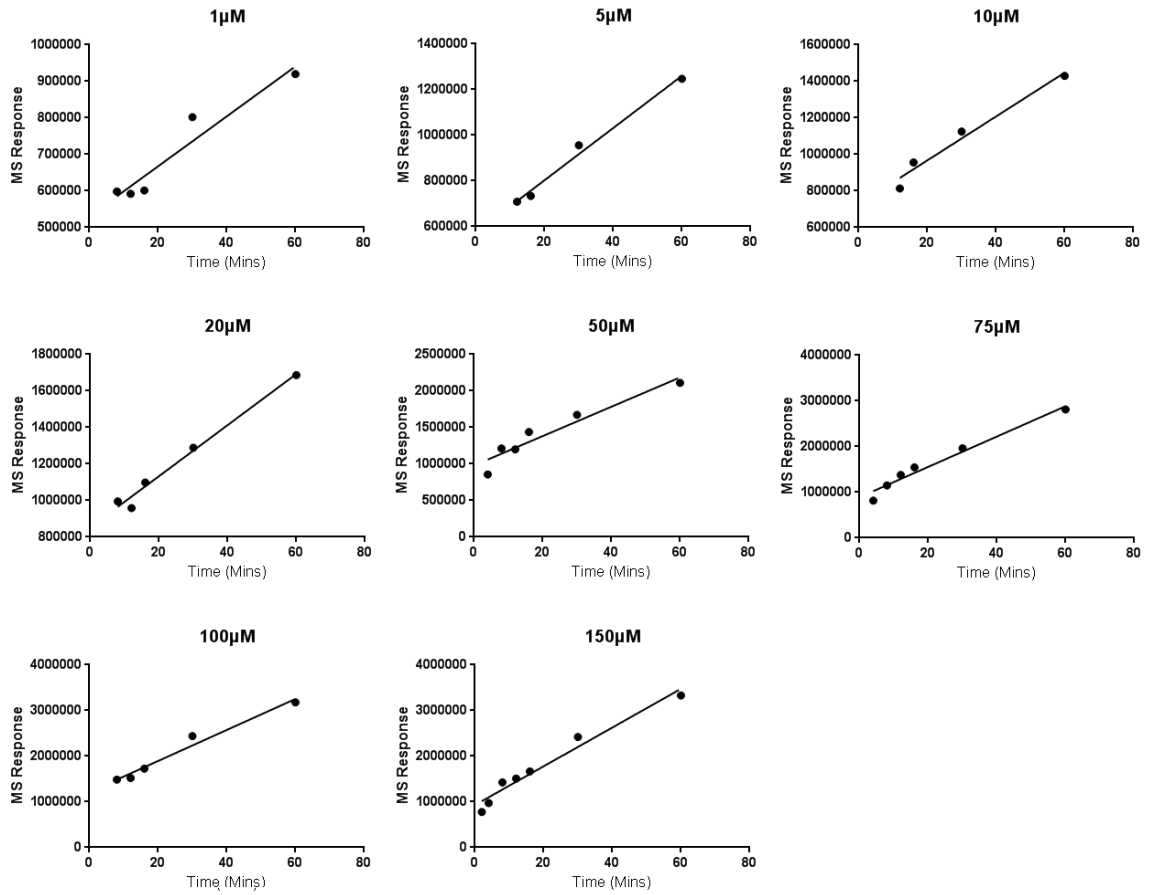 1µM
5µM
10µM
MS Response
1000000
900000
800000
700000
600000
500000
0 20 40 60 80
Time (Mins)
MS Response
1400000
1200000
1000000
800000
600000
0 20 40 60 80
Time (Mins)
MS Response
1600000
1400000
1200000
1000000
800000
600000
0 20 40 60 80
Time (Mins)
20µM
50µM
75µM
MS Response
1800000
1600000
1400000
1200000
1000000
800000
0 20 40 60 80
Time (Mins)
MS Response
2500000
2000000
1500000
1000000
500000
0
0 20 40 60 80
Time (Mins)
MS Response
4000000
3000000
2000000
1000000
0
0 20 40 60 80
Time (Mins)
100µM
150µM
MS Response
4000000
3000000
2000000
1000000
0
0 20 40 60 80
Time (Mins)
MS Response
4000000
3000000
2000000
1000000
0
0 20 40 60 80
Time (Mins)